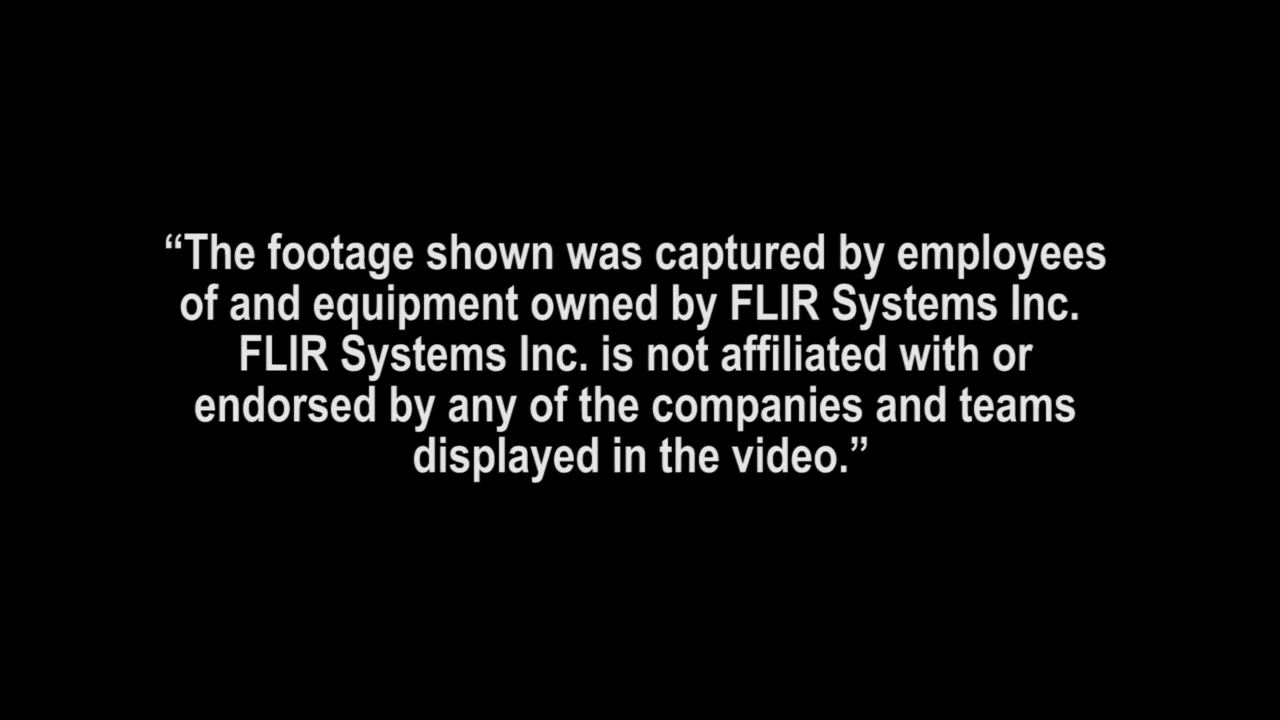 “The footage shown was captured by employees
of and equipment owned by FLIR Systems Inc.
FLIR Systems Inc. is not affiliated with or
endorsed by any of the companies and teams
displayed in the video.”